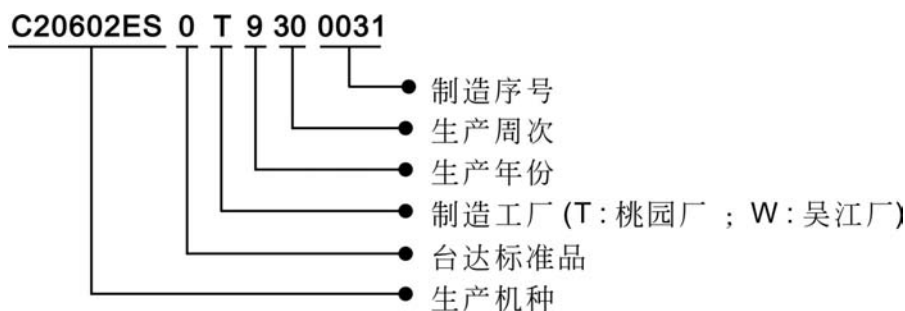 C20602ES 0 T 9 30 0031
制造序号
生产周次
生产年份
制造工厂 (T : 桃园厂 ; W : 吴江厂)
台达标准品
生产机种